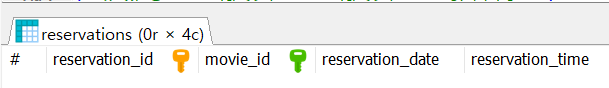 reservations (0r × 4c)
# reservation_id movie_id reservation_date reservation_time